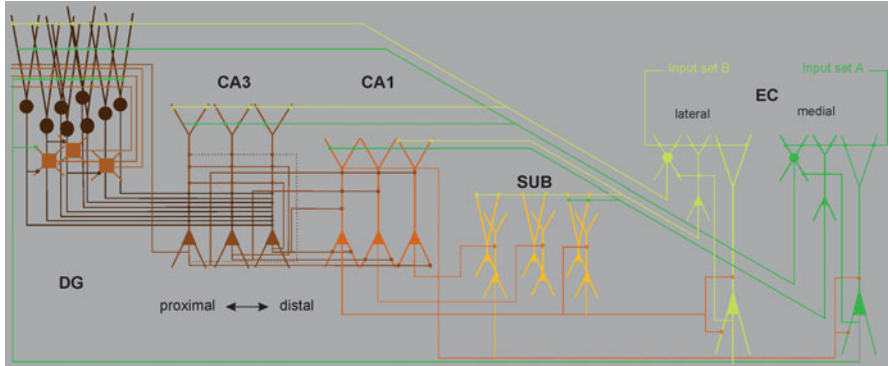 CA3
CA1
Input set B
Input set A
EC
lateral
medial
SUB
DG
proximal
distal